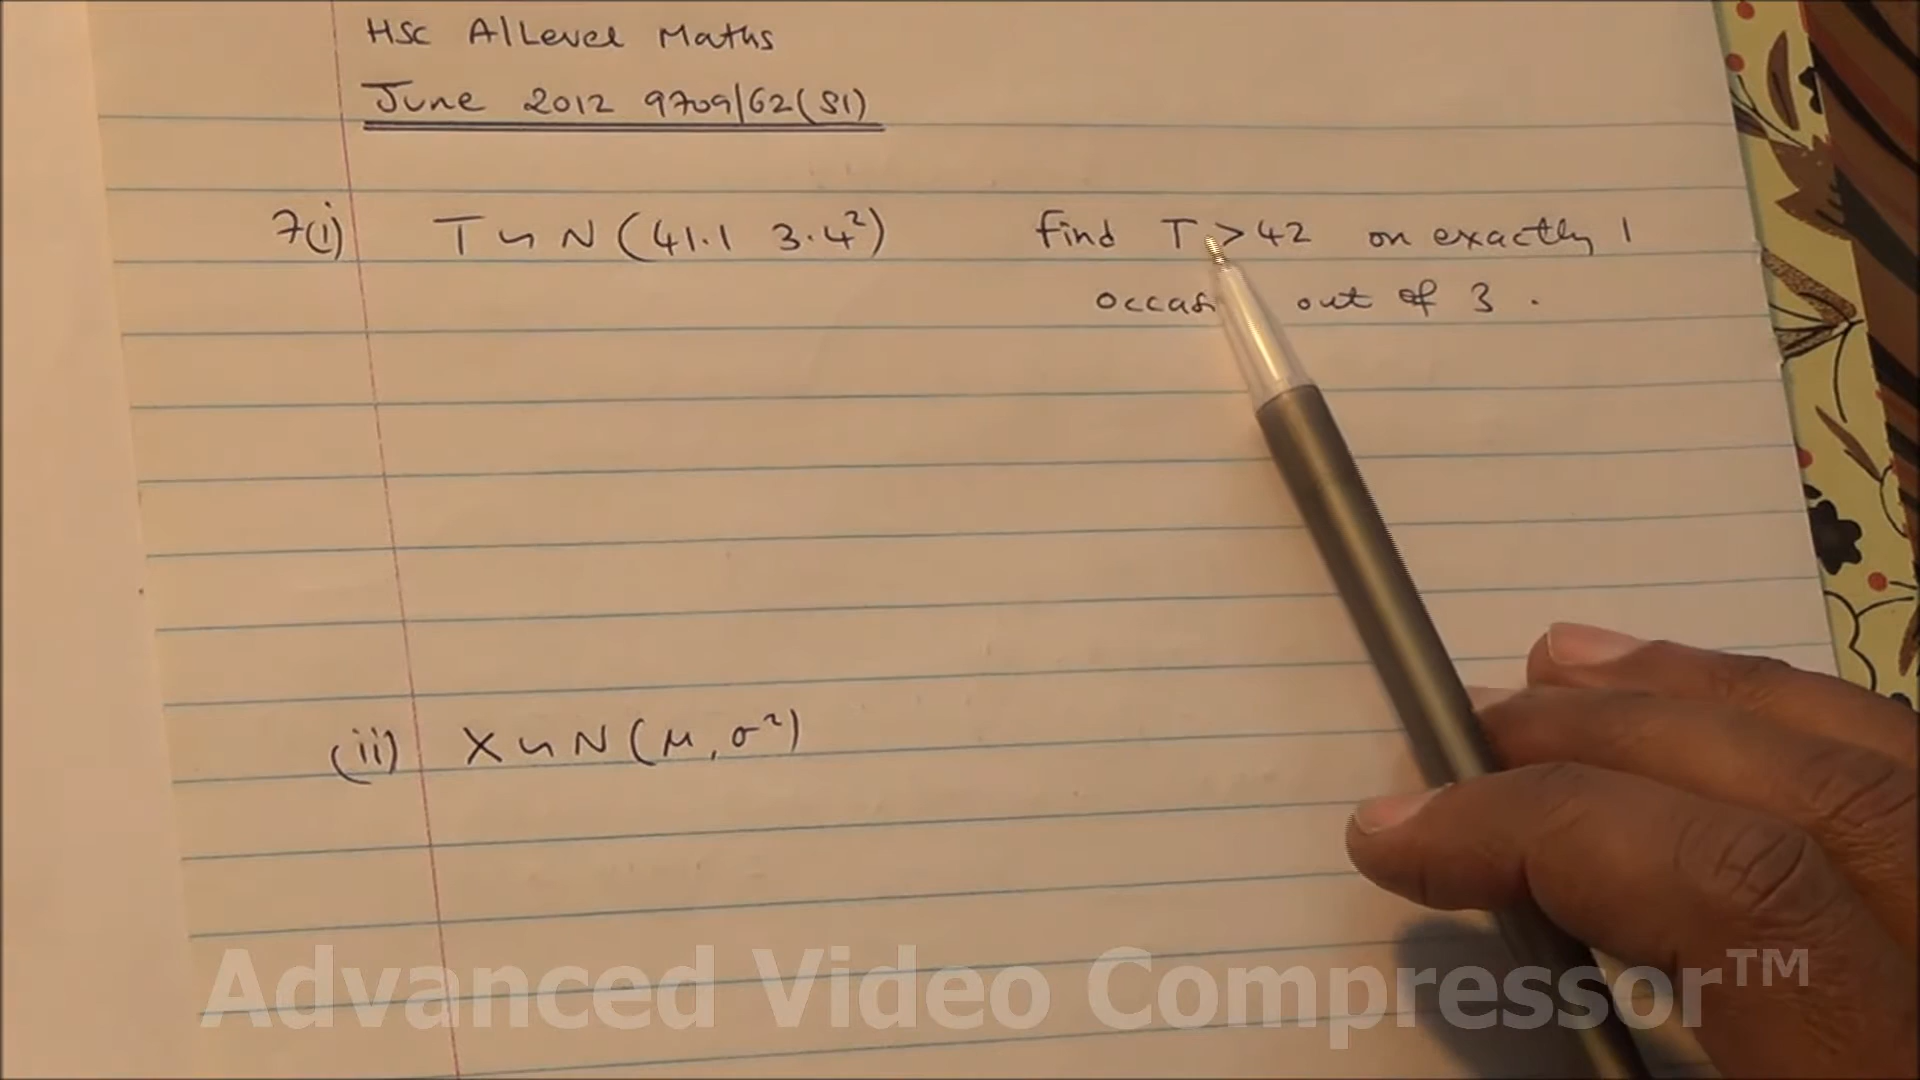 HSC A/Level Maths
June 2012 9709/62(S1)
7(i) T ~ N (41.1 3.4²) Find T > 42 on exactly 1
out of 3 .
(ii) X ~ N (μ, σ²)
Advanced Video Compressor™